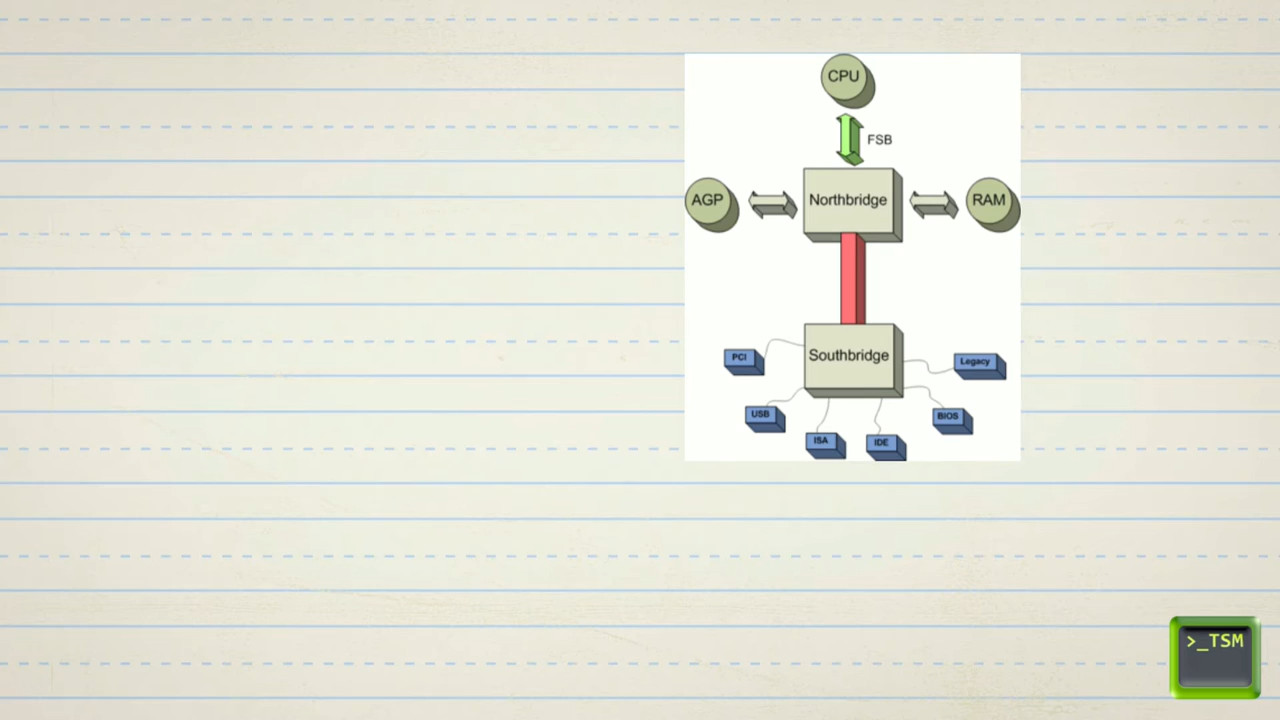 CPU
FSB
AGP
Northbridge
RAM
Southbridge
PCI
Legacy
USB
BIOS
ISA
IDE
>_TSM